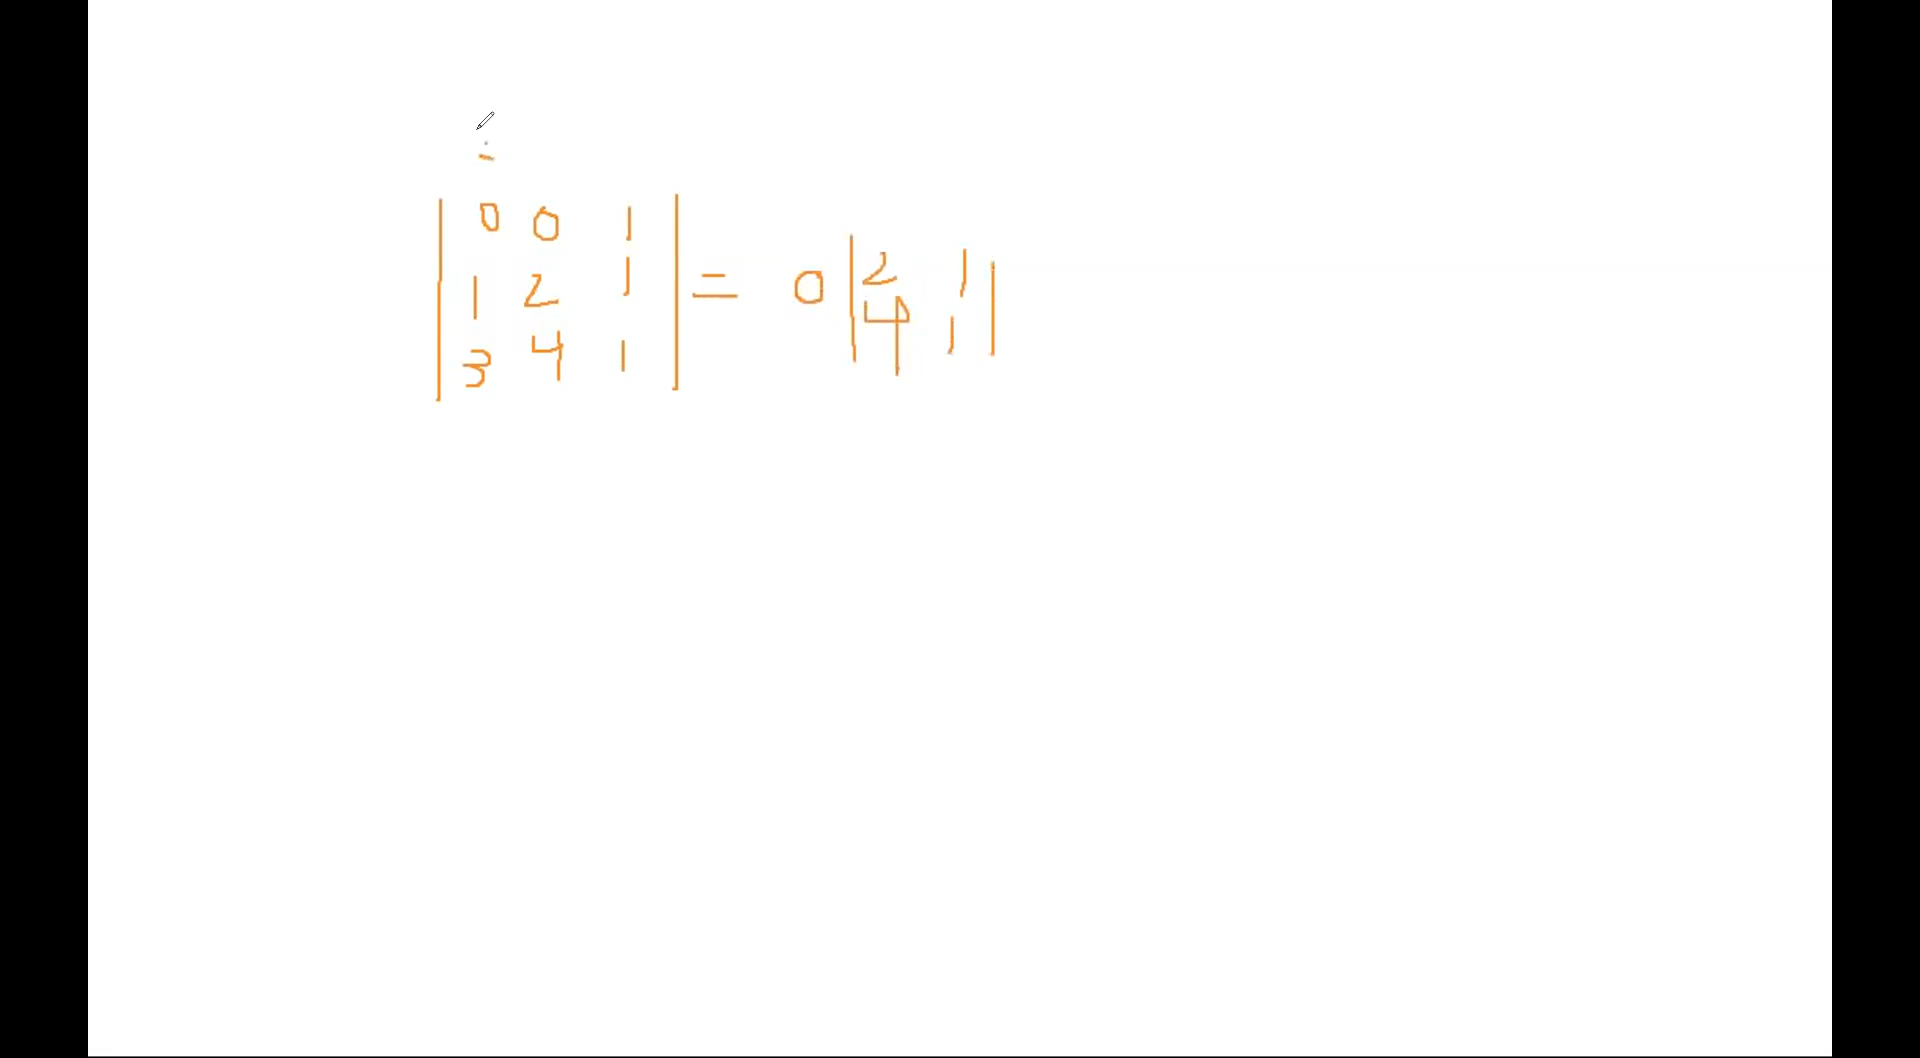 | 0 0 1 |
| 1 2 1 | = 0 | 2 1 |
| 3 4 1 | | 4 1 |